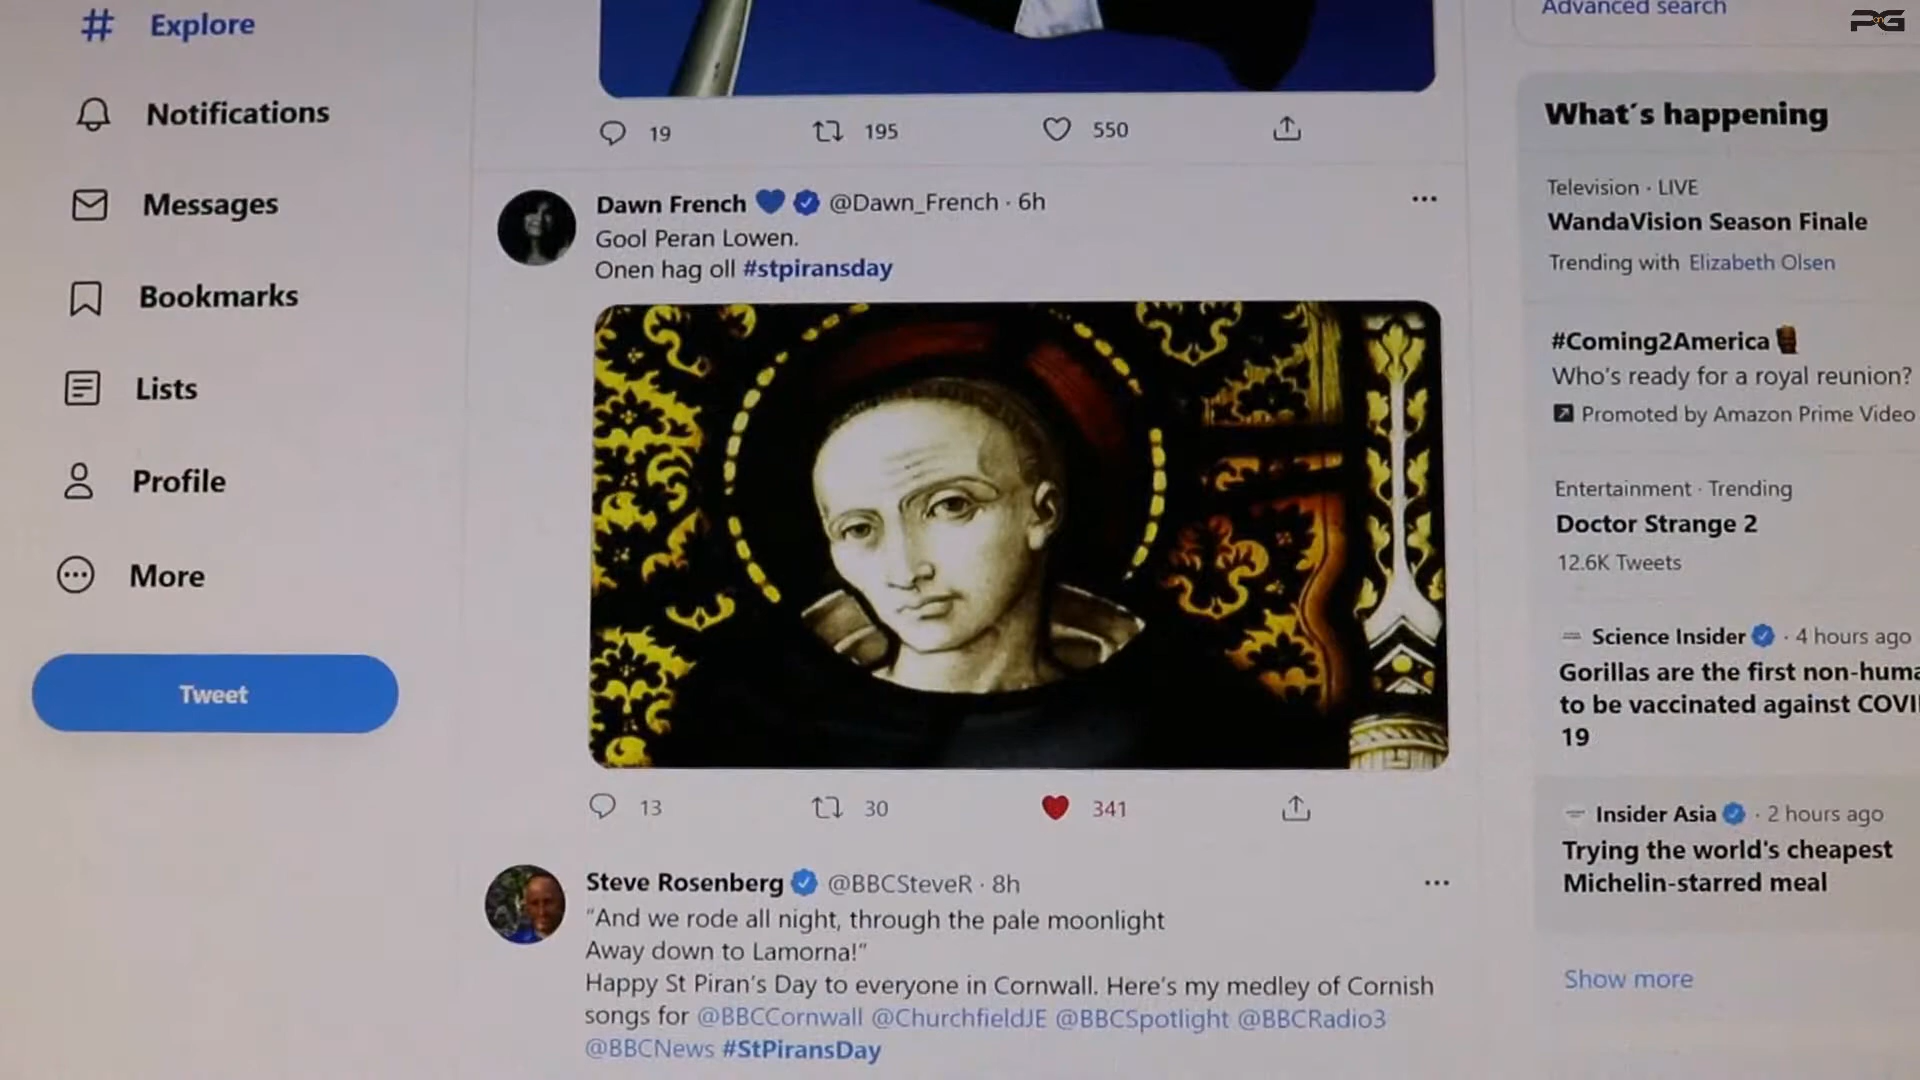 Explore
Notifications
Messages
Bookmarks
Lists
Profile
More
Tweet
19
195
550
Dawn French @Dawn_French · 6h
Gool Peran Lowen.
Onen hag oll #stpiransday
13
30
341
Steve Rosenberg @BBCSteveR · 8h
“And we rode all night, through the pale moonlight
Away down to Lamorna!”
Happy St Piran's Day to everyone in Cornwall. Here's my medley of Cornish
songs for @BBCCornwall @ChurchfieldJE @BBCSpotlight @BBCRadio3
@BBCNews #StPiransDay
Advanced search
What's happening
Television · LIVE
WandaVision Season Finale
Trending with Elizabeth Olsen
#Coming2America
Who's ready for a royal reunion?
Promoted by Amazon Prime Video
Entertainment · Trending
Doctor Strange 2
12.6K Tweets
Science Insider · 4 hours ago
Gorillas are the first non-huma
to be vaccinated against COVI
19
Insider Asia · 2 hours ago
Trying the world's cheapest
Michelin-starred meal
Show more